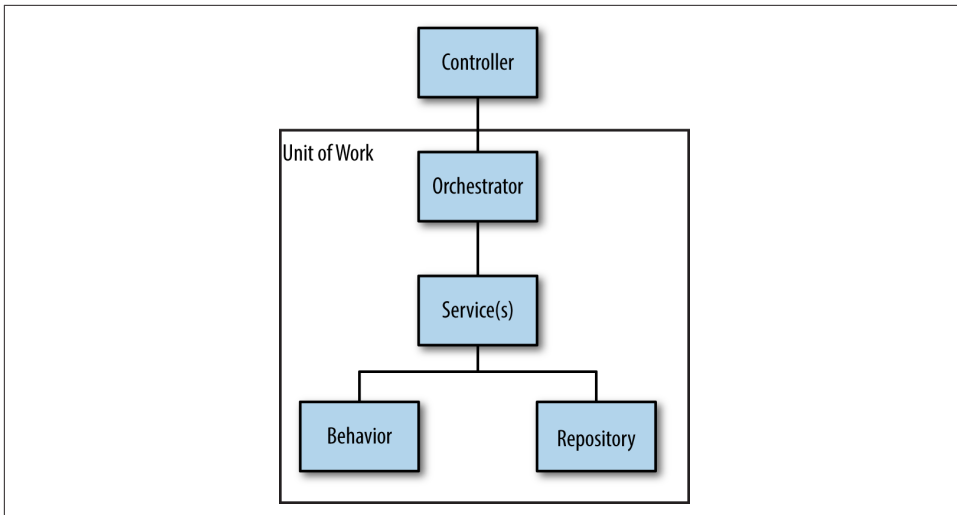 Controller
Unit of Work
Orchestrator
Service(s)
Behavior
Repository